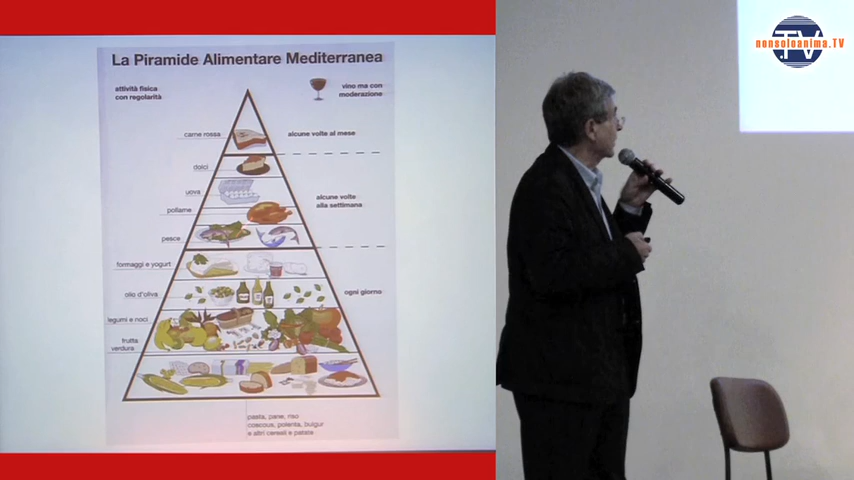 La Piramide Alimentare Mediterranea
attività fisica
con regolarità
vino ma con
moderazione
carne rossa
alcune volte al mese
dolci
uova
alcune volte
alla settimana
pollame
pesce
formaggi e yogurt
olio d'oliva
ogni giorno
legumi e noci
frutta
verdura
pasta, pane, riso
coscous, polenta, bulgur
e altri cereali e patate
TV
nonsoloanima.TV